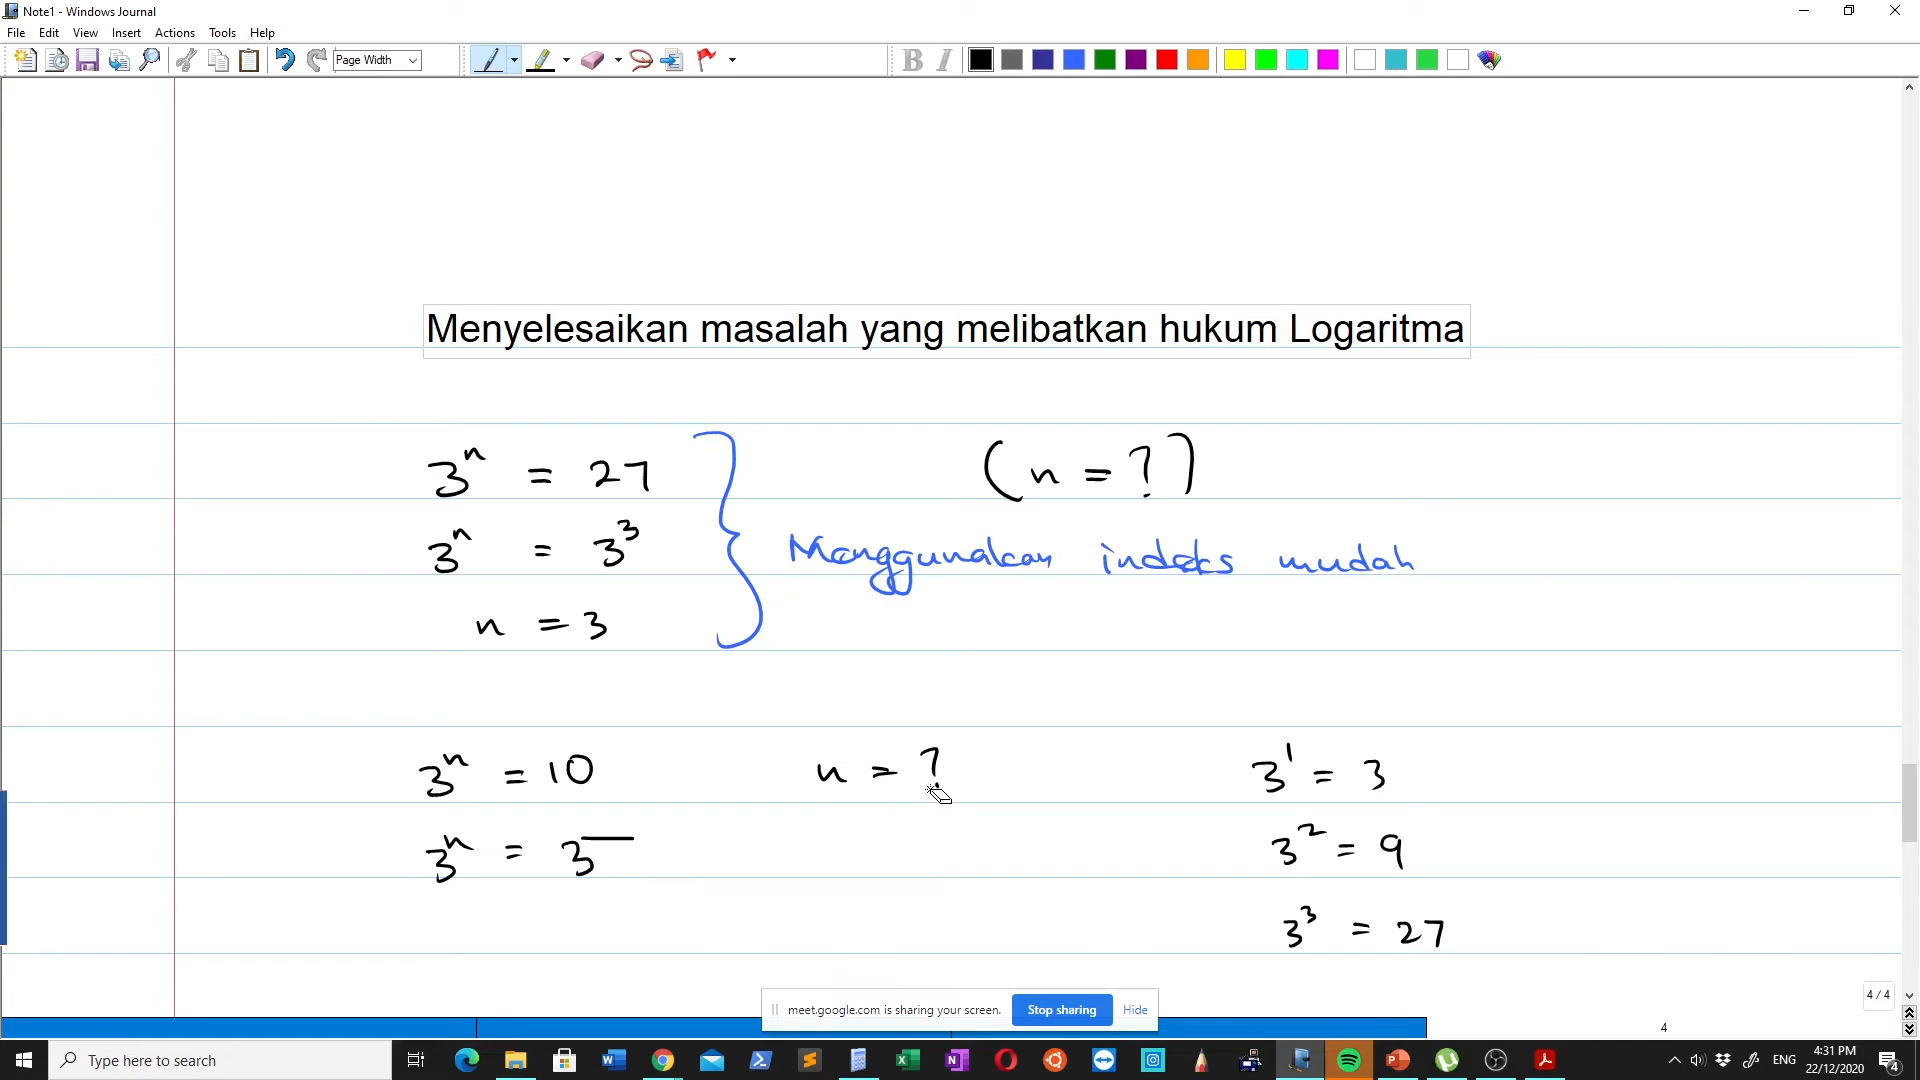 Note1 - Windows Journal
File Edit View Insert Actions Tools Help
Page Width
B I
Menyelesaikan masalah yang melibatkan hukum Logaritma
3ⁿ = 27 (n = ?)
3ⁿ = 3³ Menggunakan indeks mudah
n = 3
3ⁿ = 10 n = ? 3¹ = 3
3ⁿ = 3 3² = 9
3³ = 27
4 / 4
meet.google.com is sharing your screen. Stop sharing Hide
4
Type here to search
ENG
4:31 PM
22/12/2020
4